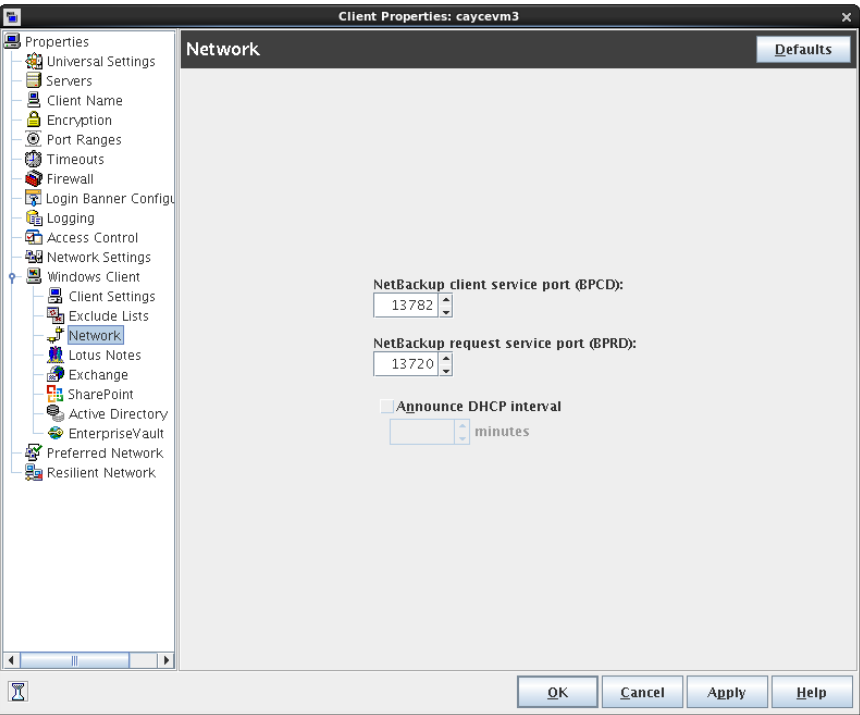 Client Properties: caycevm3
Properties
Universal Settings
Servers
Client Name
Encryption
Port Ranges
Timeouts
Firewall
Login Banner Configu
Logging
Access Control
Network Settings
Windows Client
Client Settings
Exclude Lists
Network
Lotus Notes
Exchange
SharePoint
Active Directory
EnterpriseVault
Preferred Network
Resilient Network
Network
Defaults
NetBackup client service port (BPCD):
13782
NetBackup request service port (BPRD):
13720
Announce DHCP interval
minutes
OK Cancel Apply Help